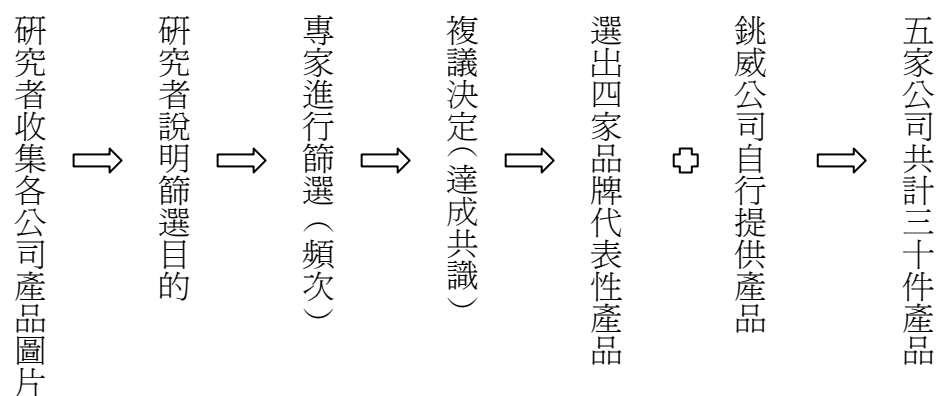 研究者收集各公司產品圖片
研究者說明篩選目的
專家進行篩選（頻次）
複議決定（達成共識）
選出四家品牌代表性產品
銚威公司自行提供產品
五家公司共計三十件產品